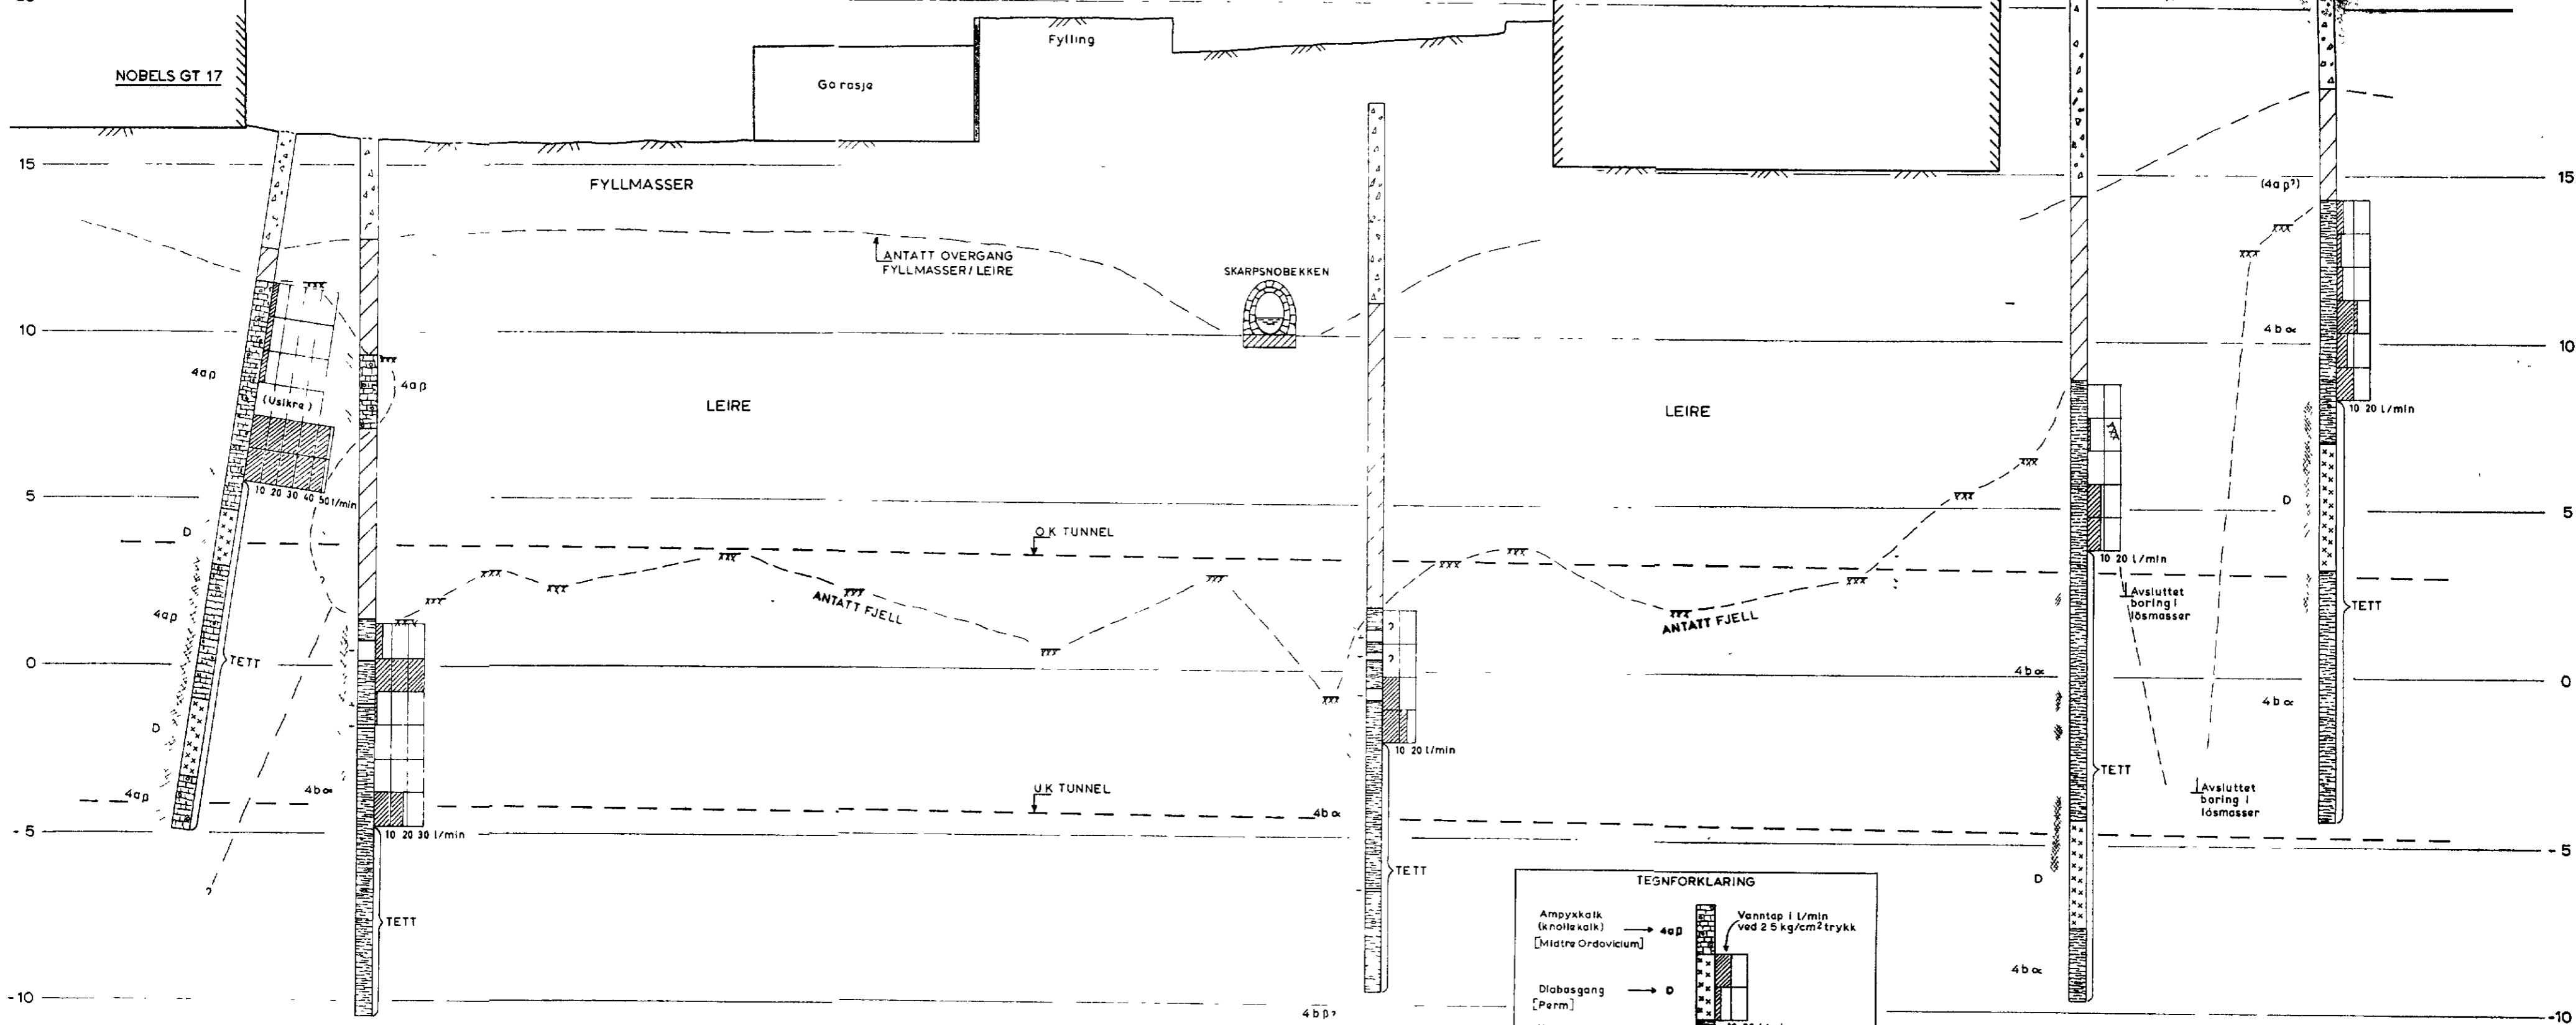 Fylling
NOBELS GT 17
Garasje
15
FYLLMASSER
(4aβ?)
15
ANTATT OVERGANG
FYLLMASSER/LEIRE
SKARPSNOBEKKEN
10
4bα
10
4aβ
4aβ
(Usikre)
LEIRE
LEIRE
10 20 l/min
5
10 20 30 40 50 l/min
D
5
D
O.K TUNNEL
10 20 l/min
?
4aβ
ANTATT FJELL
ANTATT FJELL
Avsluttet
boring i
lösmasser
TETT
?
0
TETT
?
4bα
0
4bα
D
10 20 l/min
TETT
4aβ
4bα
U.K TUNNEL
4bα
Avsluttet
boring i
lösmasser
-5
10 20 30 l/min
-5
?
TETT
TETT
D
TEGNFORKLARING
Ampyxkalk
(knollekalk) → 4aβ
[Midtre Ordovicium]
Vanntap i l/min
ved 2.5 kg/cm² trykk
4bα
-10
Diabasgang → D
[Perm]
4bβ?
-10